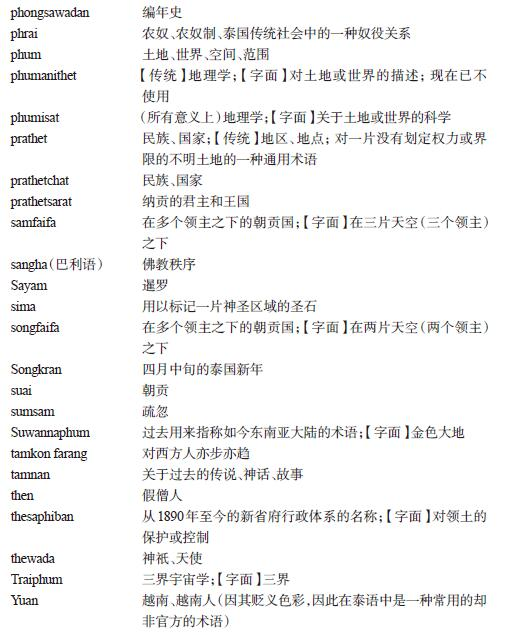 phongsawadan 编年史
phrai 农奴、农奴制、泰国传统社会中的一种奴役关系
phum 土地、世界、空间、范围
phumanithet 【传统】地理学;【字面】对土地或世界的描述; 现在已不
使用
phumisat (所有意义上)地理学;【字面】关于土地或世界的科学
prathet 民族、国家;【传统】地区、地点; 对一片没有划定权力或界
限的不明土地的一种通用术语
prathetchat 民族、国家
prathetsarat 纳贡的君主和王国
samfaifa 在多个领主之下的朝贡国;【字面】在三片天空(三个领主)
之下
sangha(巴利语) 佛教秩序
Sayam 暹罗
sima 用以标记一片神圣区域的圣石
songfaifa 在多个领主之下的朝贡国;【字面】在两片天空(两个领主)
之下
Songkran 四月中旬的泰国新年
suai 朝贡
sumsam 疏忽
Suwannaphum 过去用来指称如今东南亚大陆的术语;【字面】金色大地
tamkon farang 对西方人亦步亦趋
tamnan 关于过去的传说、神话、故事
then 假僧人
thesaphiban 从1890年至今的新省府行政体系的名称;【字面】对领土的
保护或控制
thewada 神祇、天使
Traiphum 三界宇宙学;【字面】三界
Yuan 越南、越南人(因其贬义色彩,因此在泰语中是一种常用的却
非官方的术语)